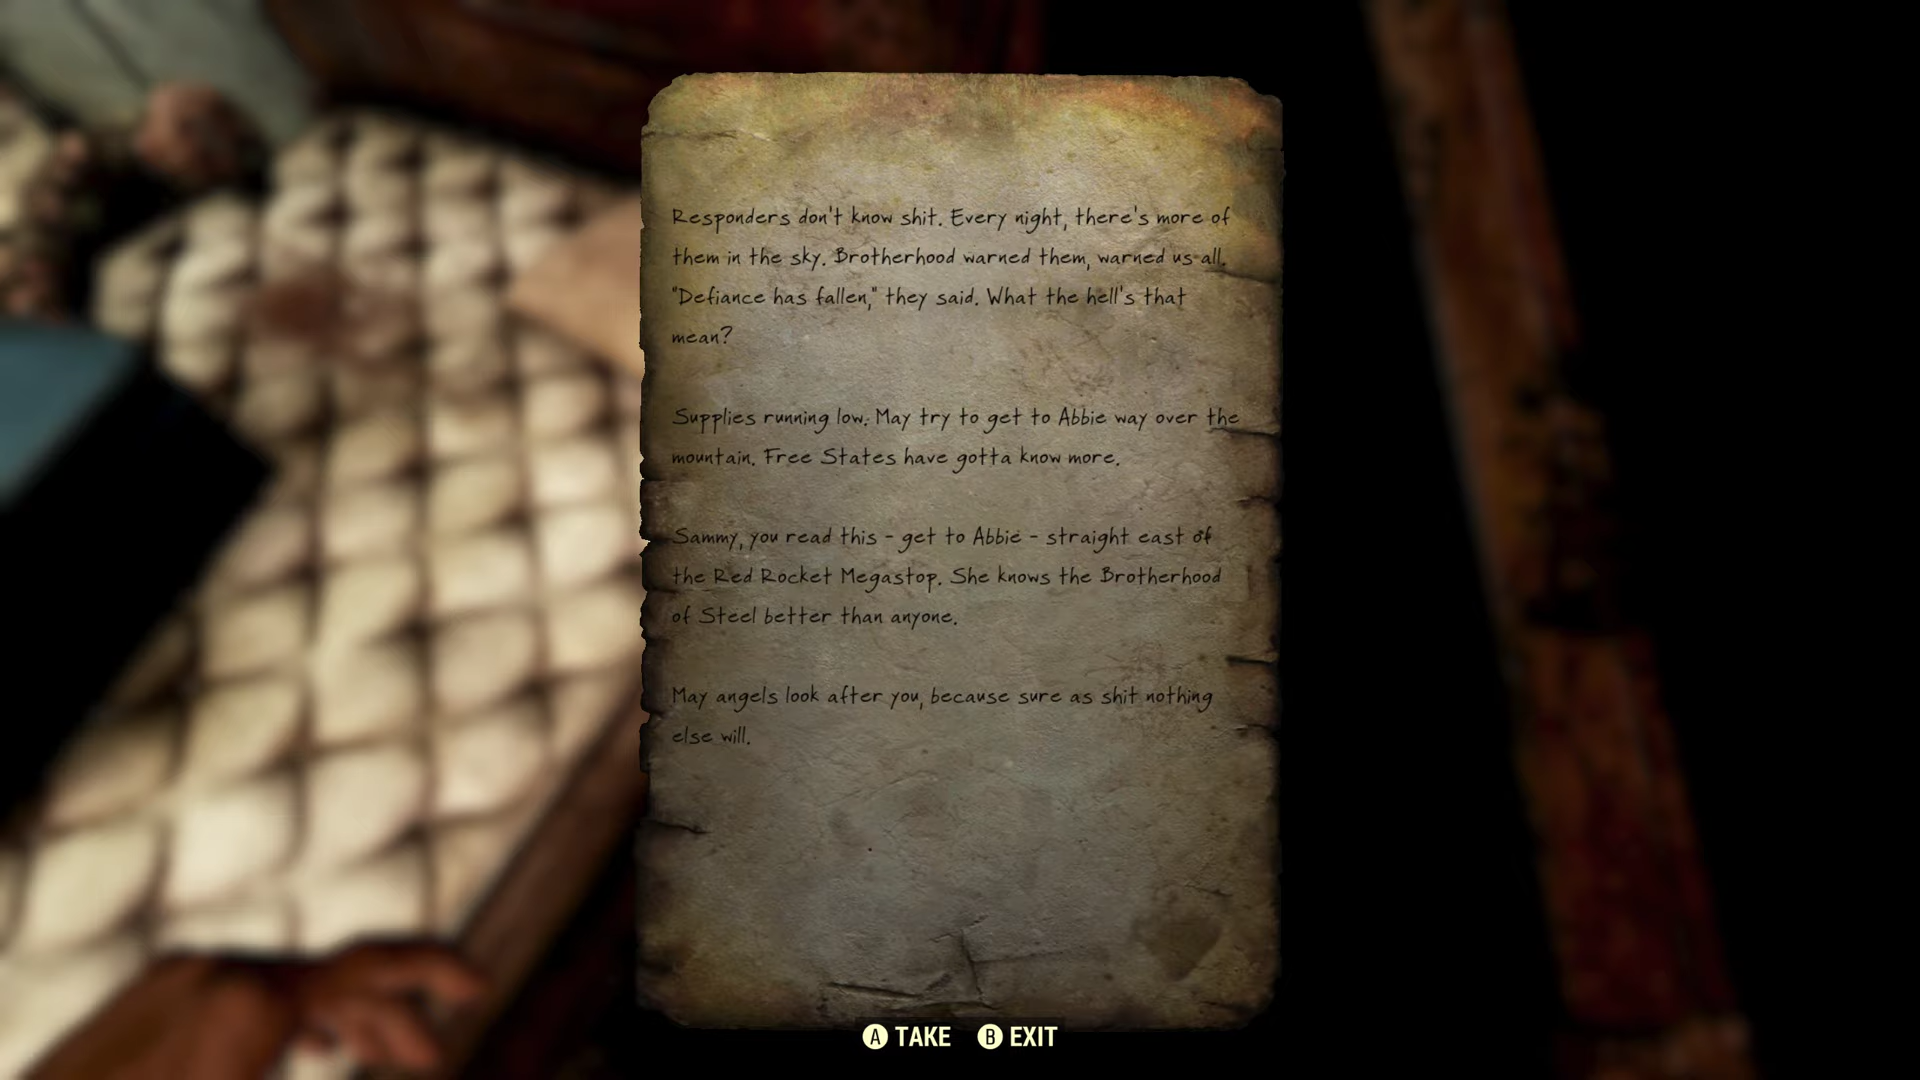 Responders don't know shit. Every night, there's more of
them in the sky. Brotherhood warned them, warned us all.
"Defiance has fallen," they said. What the hell's that
mean?
Supplies running low. May try to get to Abbie way over the
mountain. Free States have gotta know more.
Sammy, you read this - get to Abbie - straight east of
the Red Rocket Megastop. She knows the Brotherhood
of Steel better than anyone.
May angels look after you, because sure as shit nothing
else will.
A TAKE B EXIT